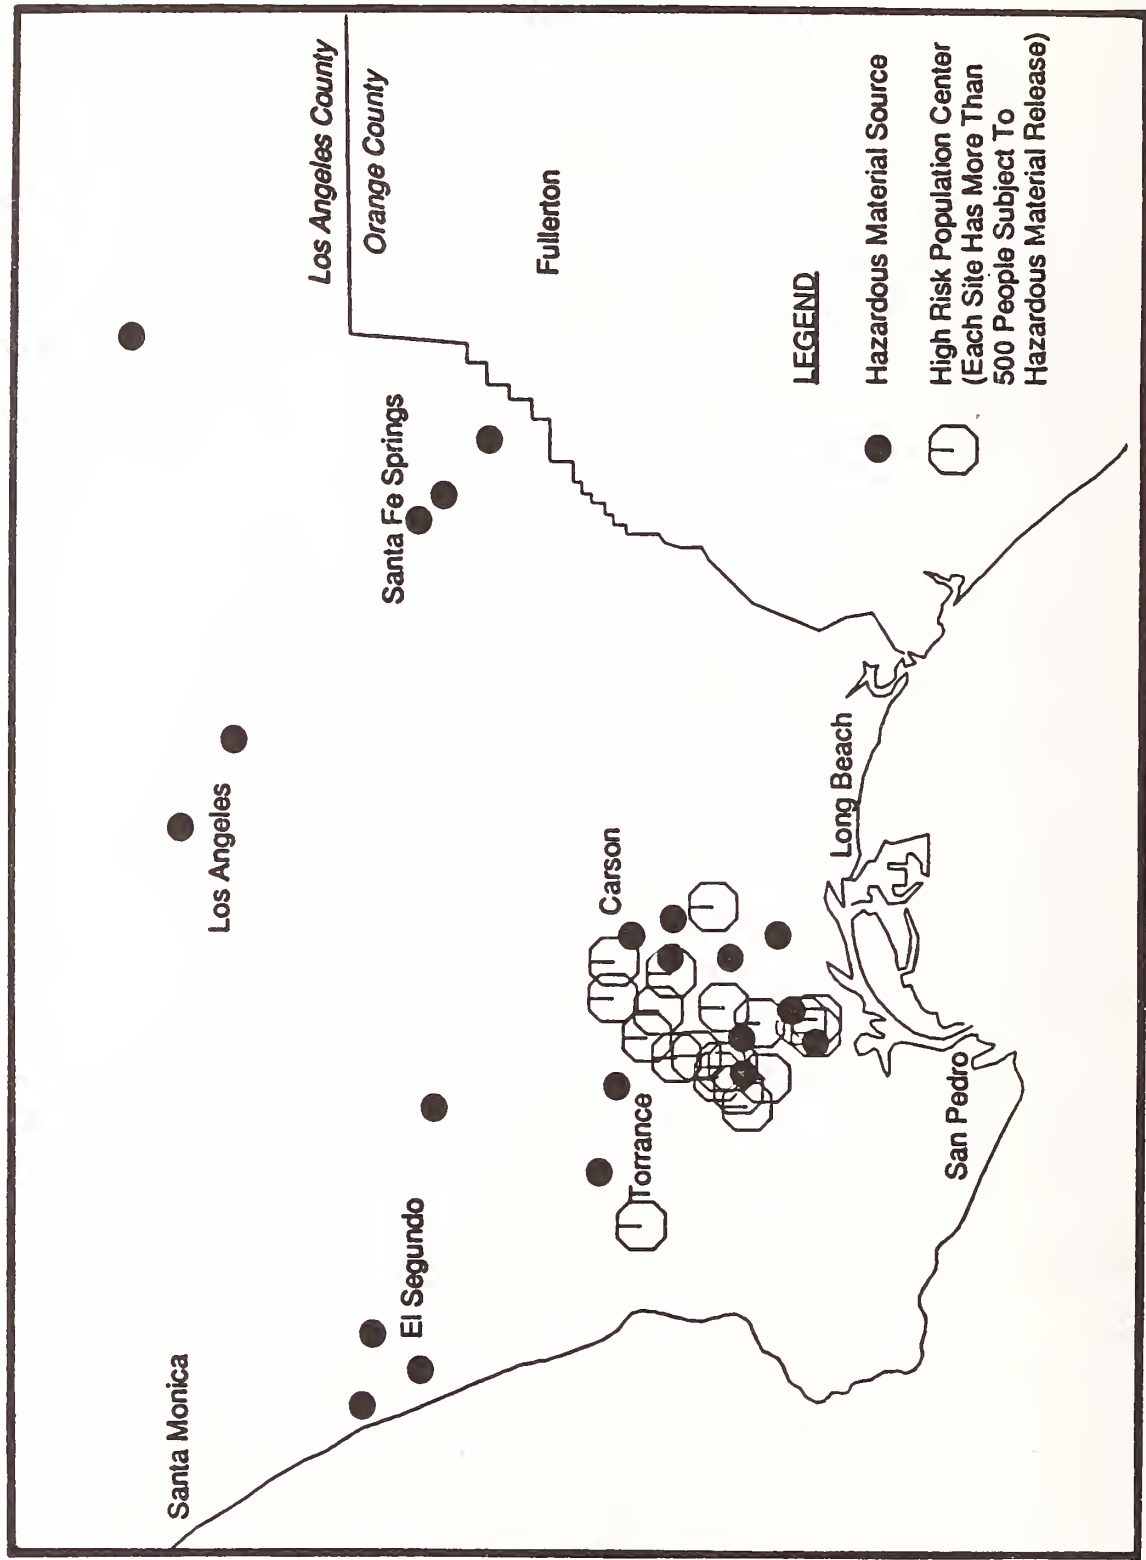 Santa Monica
Los Angeles
Los Angeles County
Orange County
El Segundo
Santa Fe Springs
Fullerton
Torrance
Carson
San Pedro
Long Beach
LEGEND
Hazardous Material Source
High Risk Population Center
(Each Site Has More Than
500 People Subject To
Hazardous Material Release)